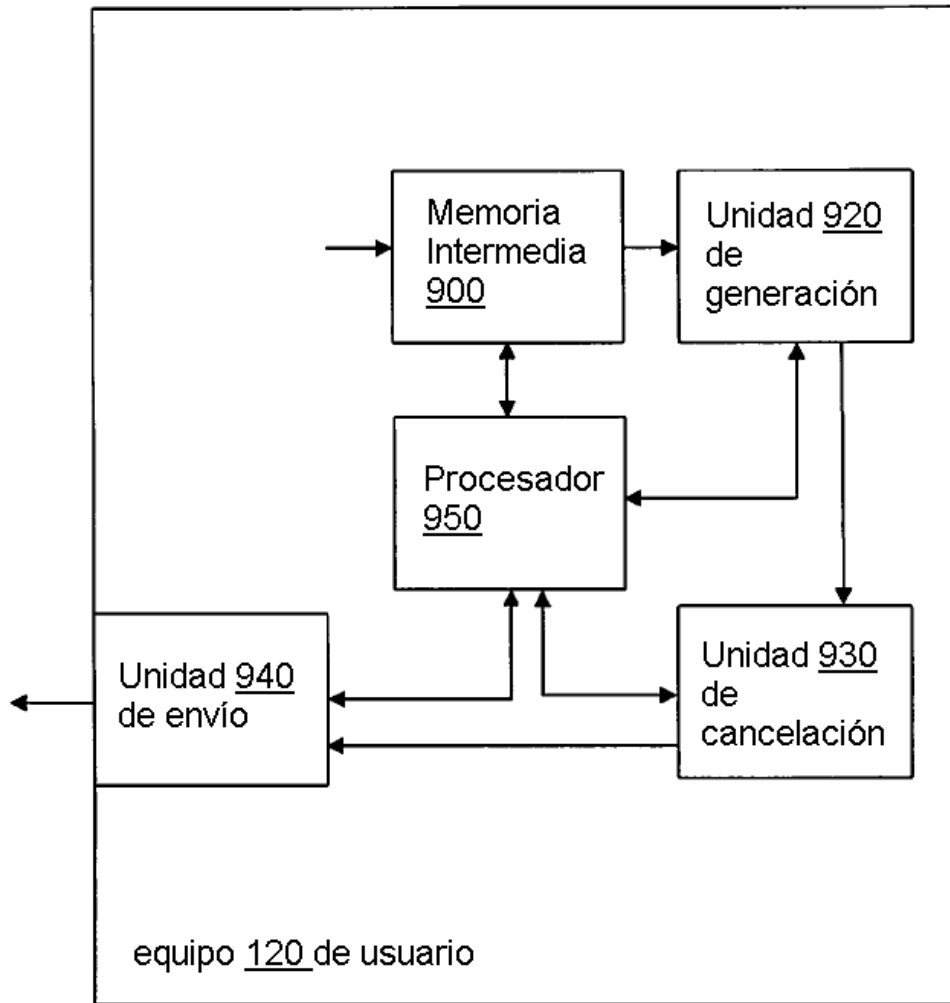 Memoria
Intermedia
900
Unidad 920
de
generación
Procesador
950
Unidad 940
de envío
Unidad 930
de
cancelación
equipo 120 de usuario